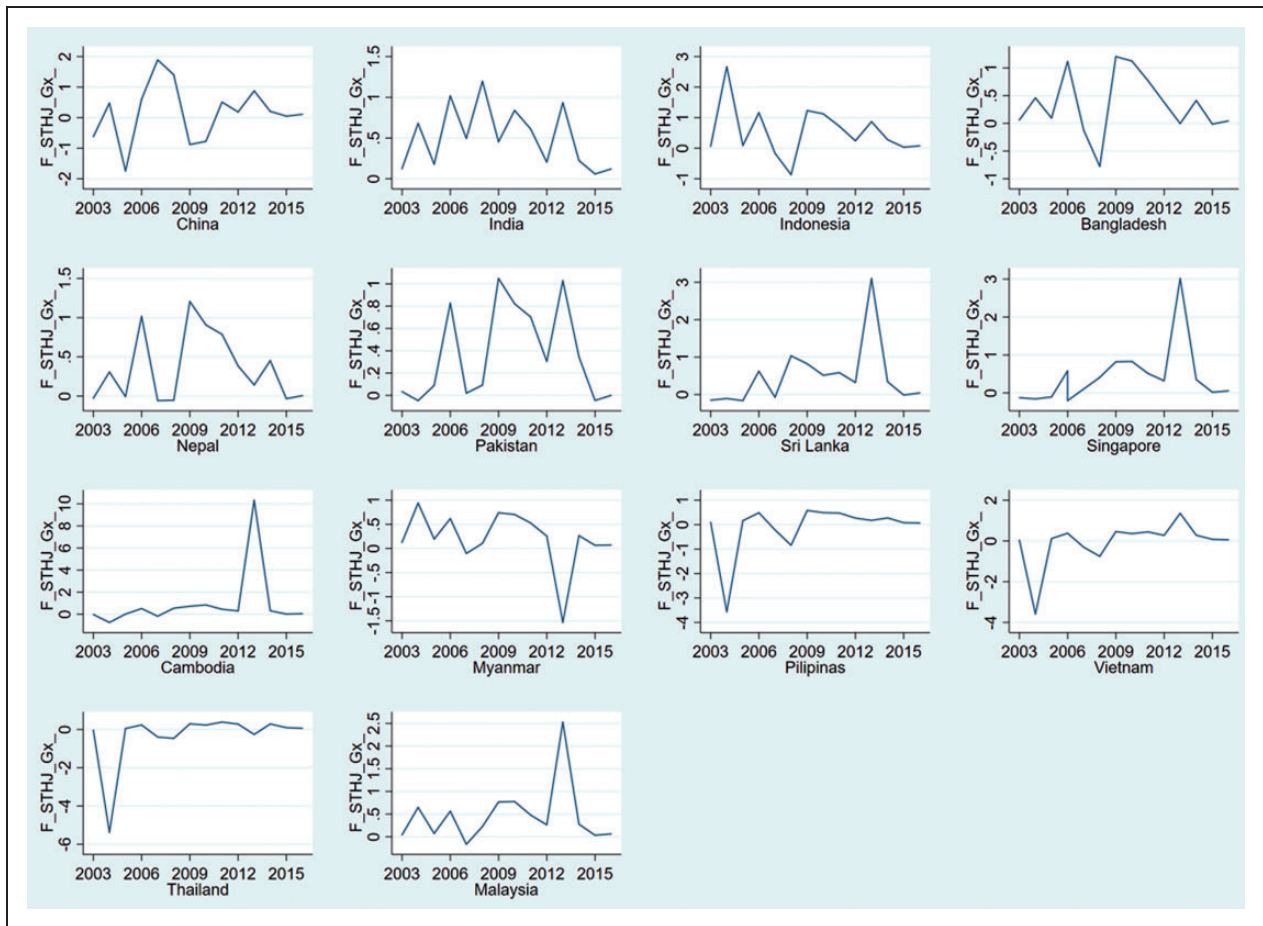 F_STHJ_Gx_
2
1
0
-1
-2
2003 2006 2009 2012 2015
China
F_STHJ_Gx_
1.5
1
.5
0
2003 2006 2009 2012 2015
India
F_STHJ_Gx_
3
2
1
0
-1
2003 2006 2009 2012 2015
Indonesia
F_STHJ_Gx_
1
.5
0
-.5
-1
2003 2006 2009 2012 2015
Bangladesh
F_STHJ_Gx_
1.5
1
.5
0
2003 2006 2009 2012 2015
Nepal
F_STHJ_Gx_
1
.8
.6
.4
.2
0
2003 2006 2009 2012 2015
Pakistan
F_STHJ_Gx_
3
2
1
0
2003 2006 2009 2012 2015
Sri Lanka
F_STHJ_Gx_
3
2
1
0
2003 2006 2009 2012 2015
Singapore
F_STHJ_Gx_
10
8
6
4
2
0
2003 2006 2009 2012 2015
Cambodia
F_STHJ_Gx_
1
.5
0
-.5
-1
-1.5
2003 2006 2009 2012 2015
Myanmar
F_STHJ_Gx_
1
0
-1
-2
-3
-4
2003 2006 2009 2012 2015
Pilipinas
F_STHJ_Gx_
2
0
-2
-4
2003 2006 2009 2012 2015
Vietnam
F_STHJ_Gx_
0
-2
-4
-6
2003 2006 2009 2012 2015
Thailand
F_STHJ_Gx_
2.5
2
1.5
1
.5
0
2003 2006 2009 2012 2015
Malaysia